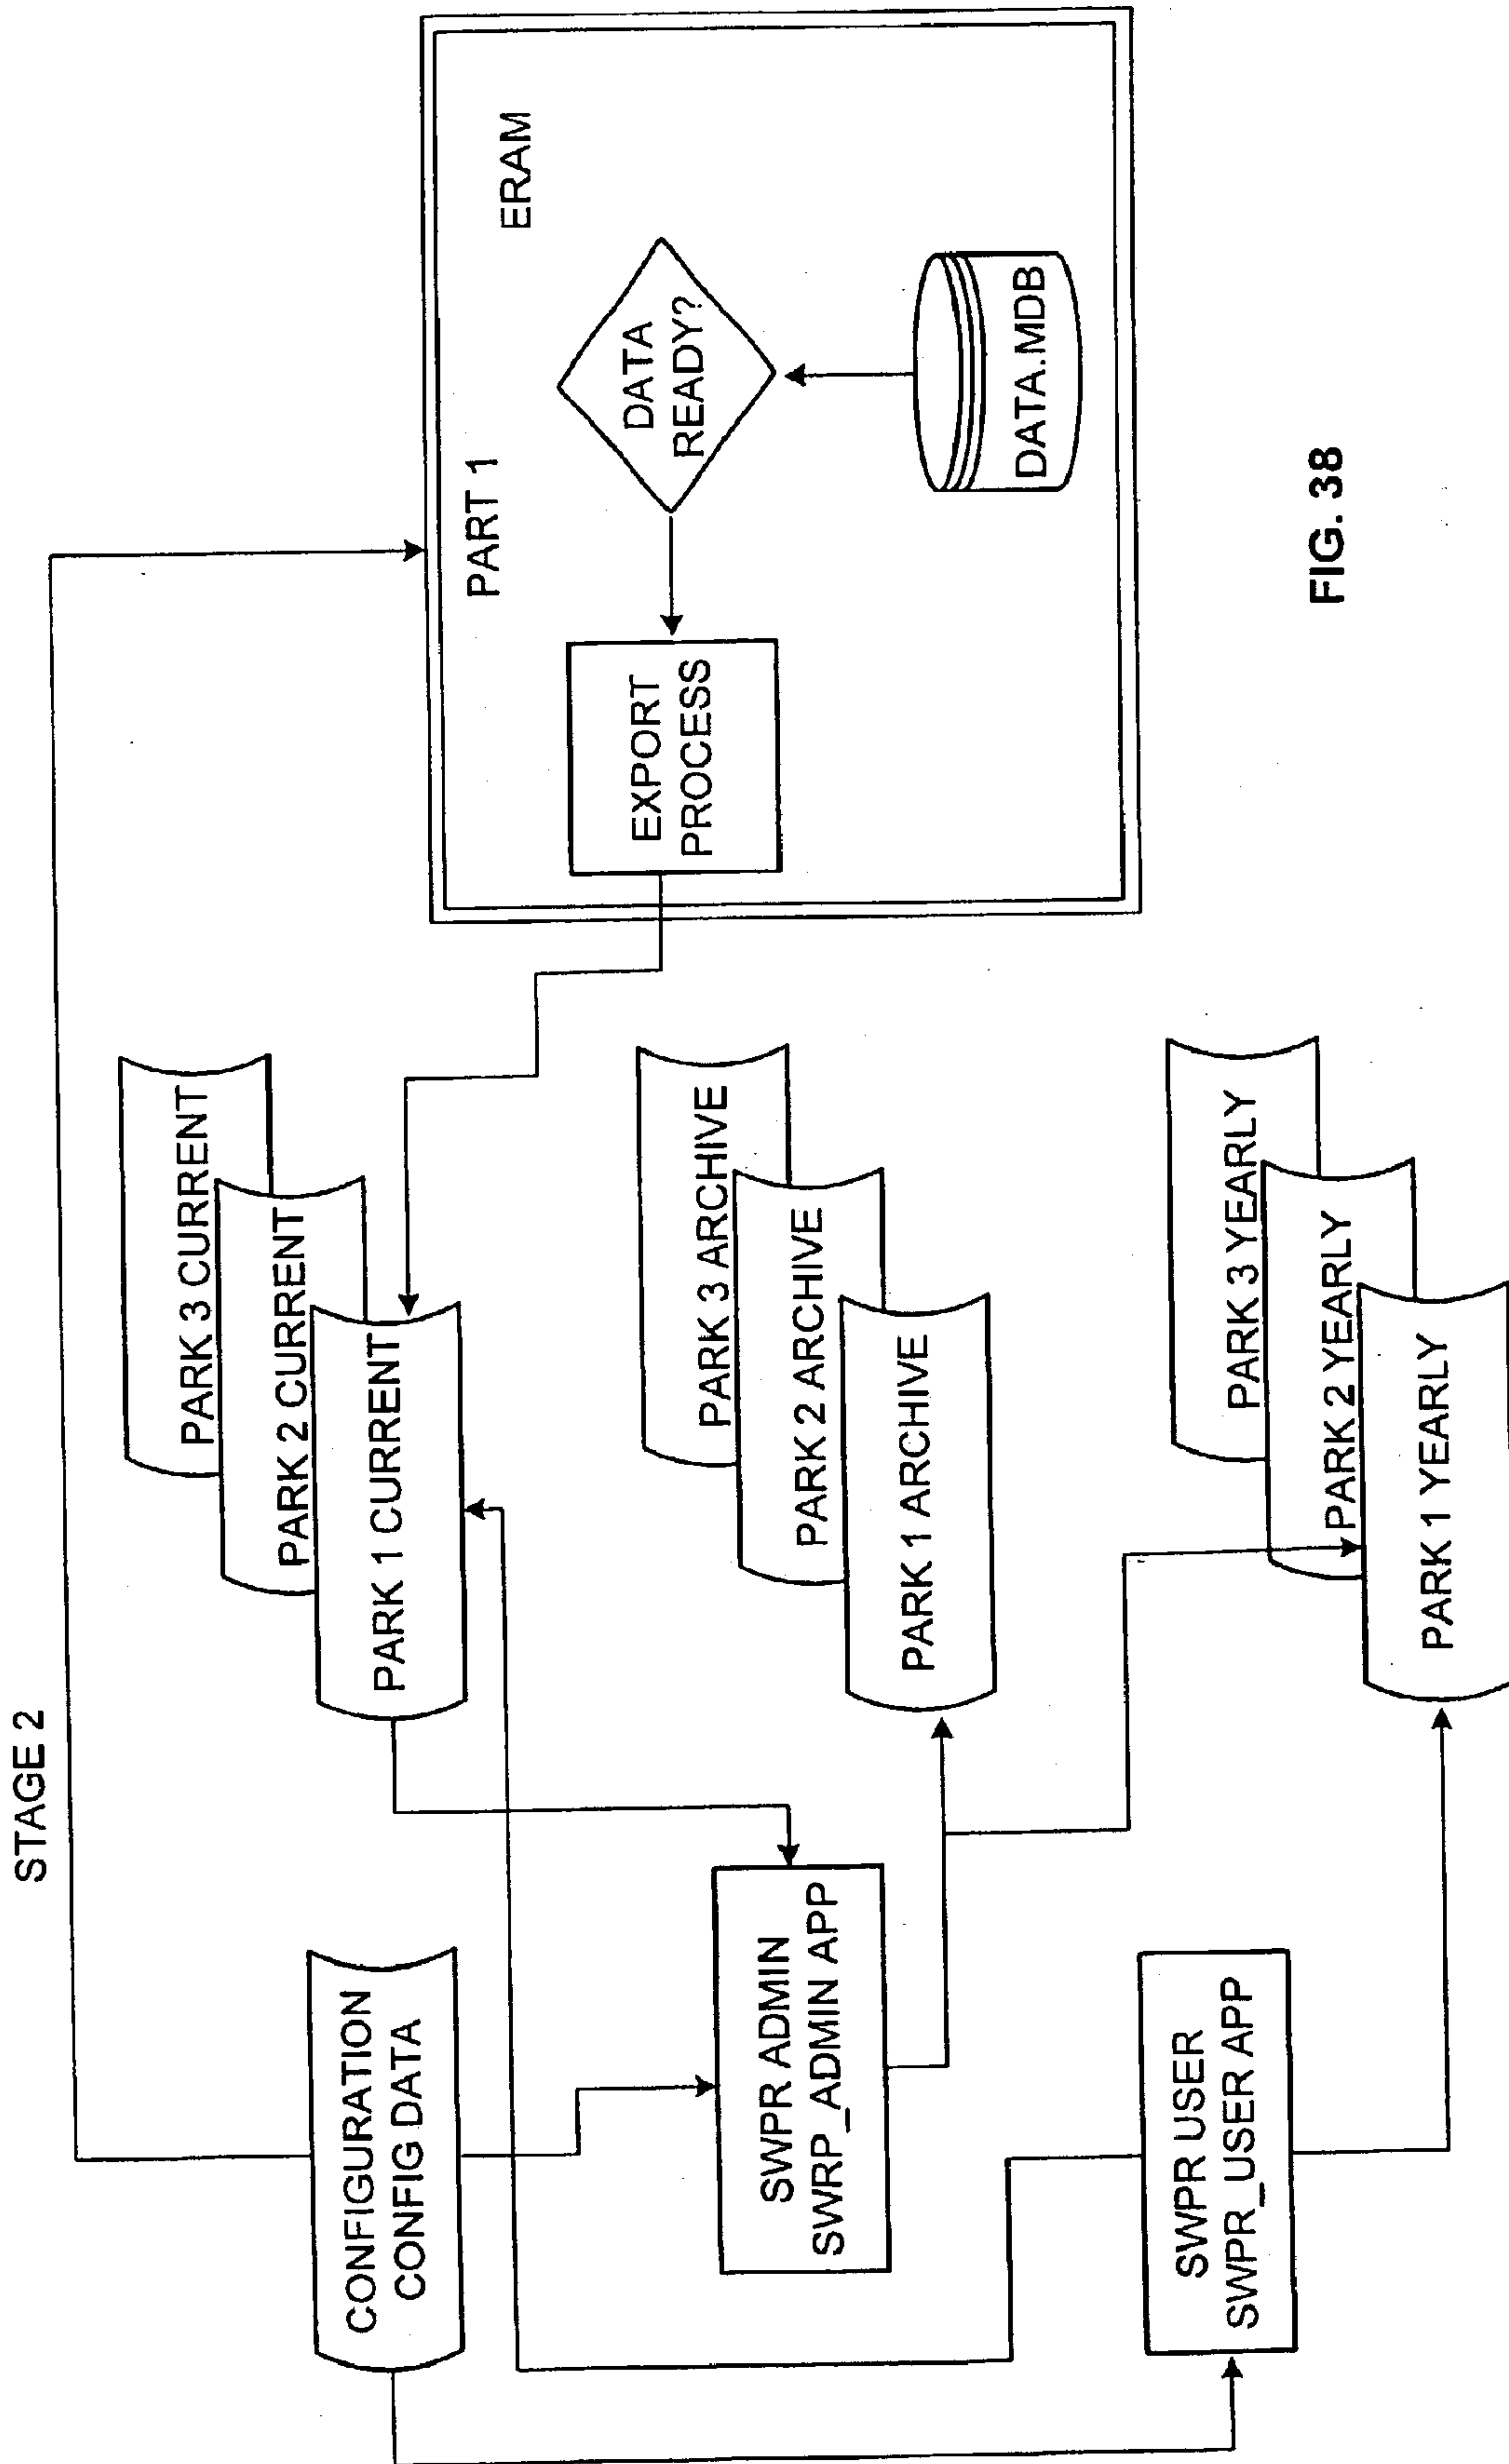 STAGE 2
CONFIGURATION
CONFIG DATA
PARK 3 CURRENT
PARK 2 CURRENT
PARK 1 CURRENT
PART 1
ERAM
EXPORT
PROCESS
DATA
READY?
DATA.MDB
SWPR ADMIN
SWRP_ADMIN APP
PARK 3 ARCHIVE
PARK 2 ARCHIVE
PARK 1 ARCHIVE
SWPR USER
SWPR_USER APP
PARK 3 YEARLY
PARK 2 YEARLY
PARK 1 YEARLY
FIG. 38